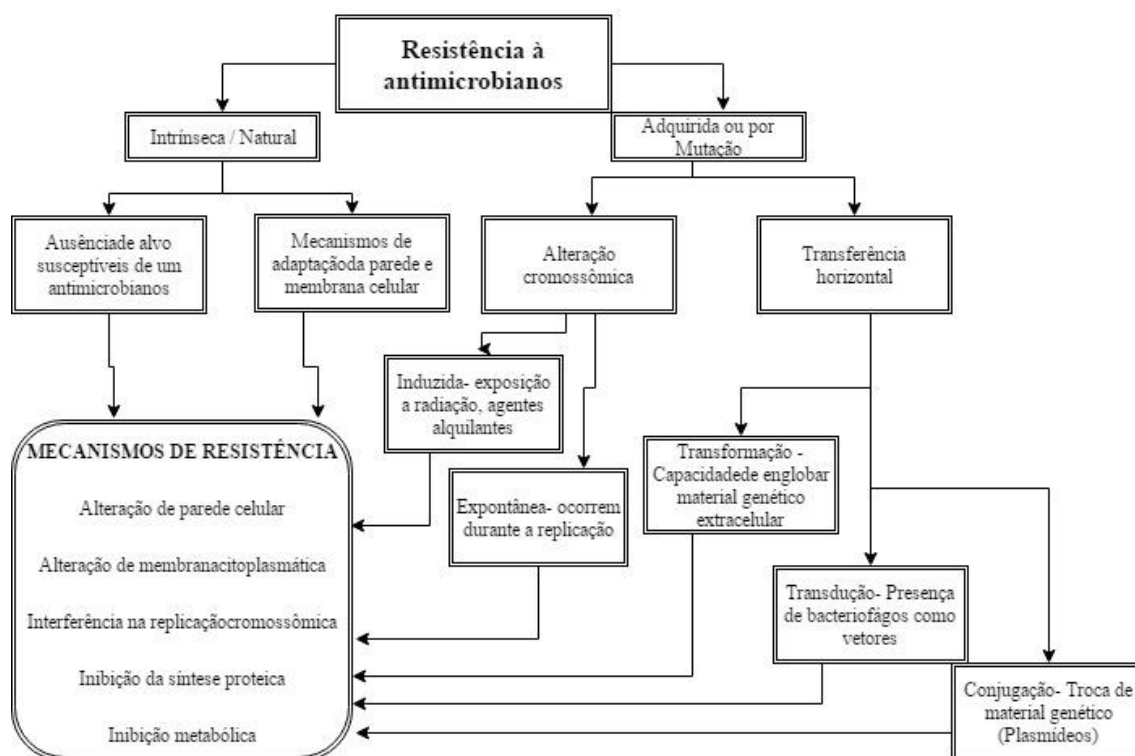 Resistência à
antimicrobianos
Intrínseca / Natural
Adquirida ou por
Mutação
Ausênciade alvo
susceptíveis de um
antimicrobianos
Mecanismos de
adaptaçãoda parede e
membrana celular
Alteração
cromossômica
Transferência
horizontal
Induzida- exposição
a radiação, agentes
alquilantes
Expontânea- ocorrem
durante a replicação
Transformação -
Capacidadede englobar
material genético
extracelular
Transdução- Presença
de bacteriofágos como
vetores
Conjugação- Troca de
material genético
(Plasmídeos)
MECANISMOS DE RESISTÊNCIA
Alteração de parede celular
Alteração de membranacitoplasmática
Interferência na replicaçãocromossômica
Inibição da síntese proteica
Inibição metabólica